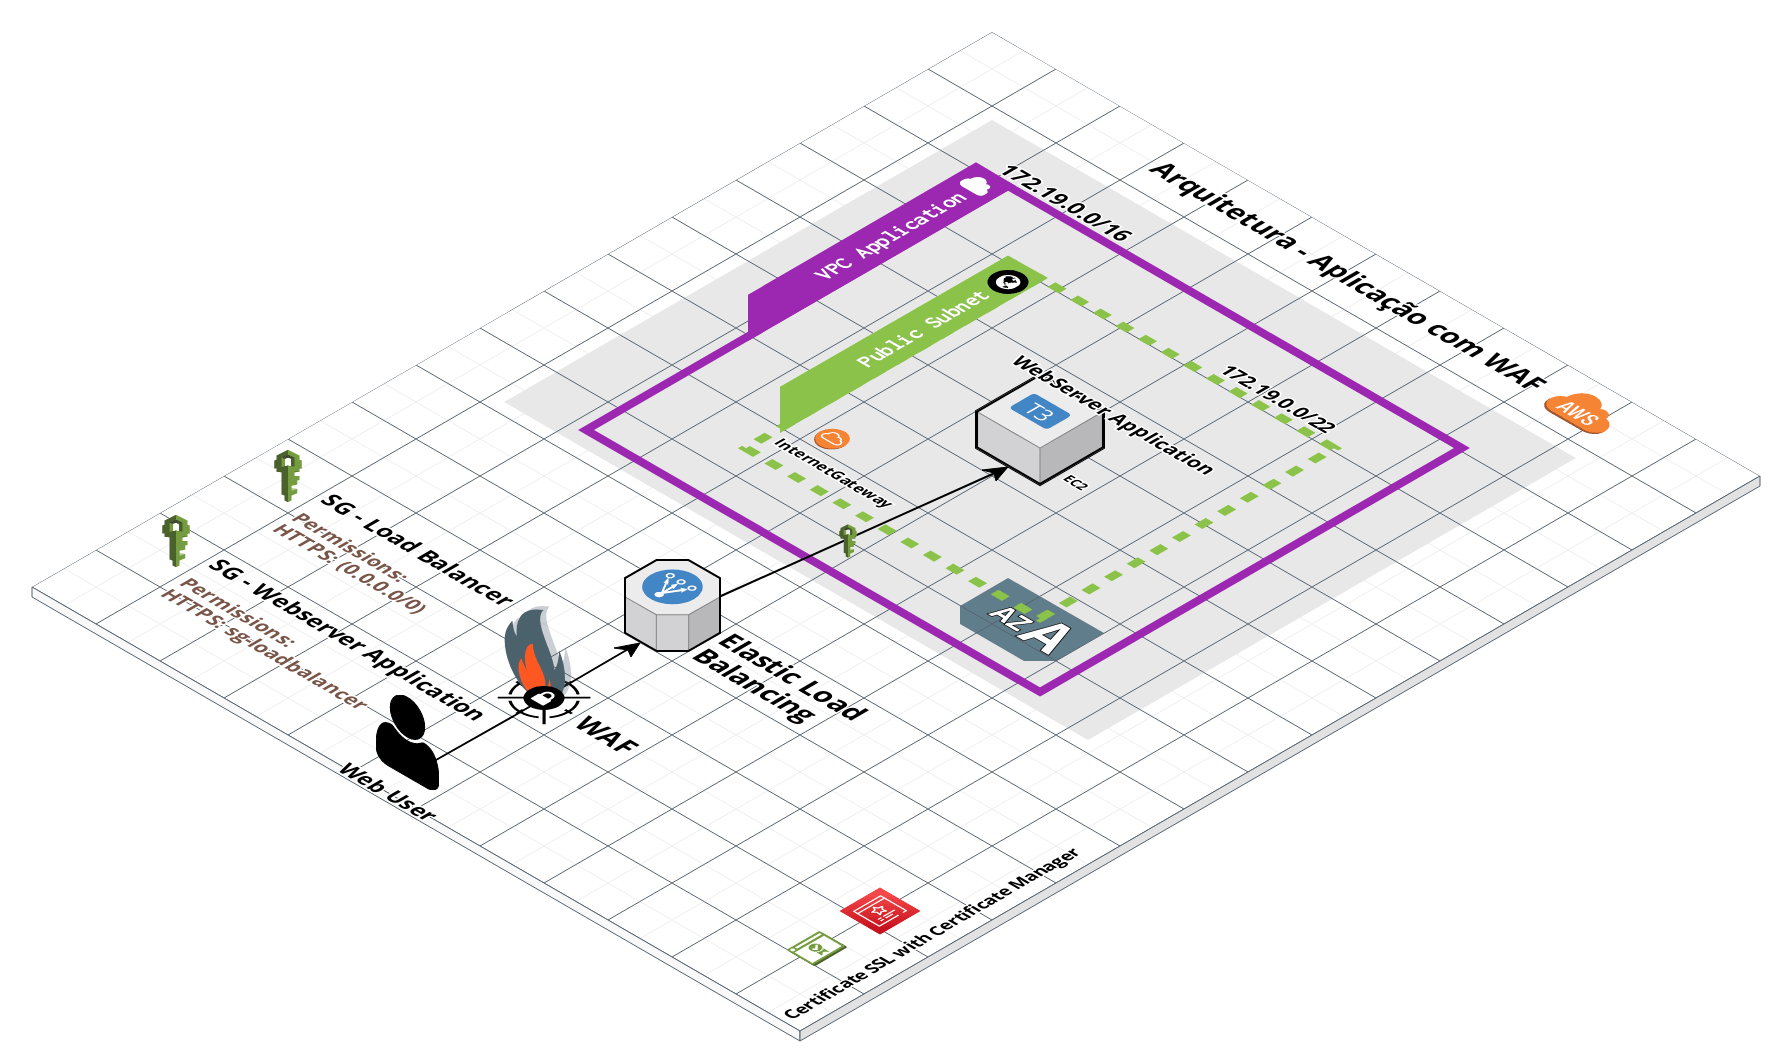 Arquitetura - Aplicação com WAF
AWS
172.19.0.0/16
VPC Application
Public Subnet
172.19.0.0/22
WebServer Application
T3
EC2
InternetGateway
AZ A
SG - Load Balancer
Permissions:
HTTPS: (0.0.0.0/0)
SG - Webserver Application
Permissions:
HTTPS: sg-loadbalancer
Elastic Load
Balancing
WAF
Web User
Certificate SSL with Certificate Manager